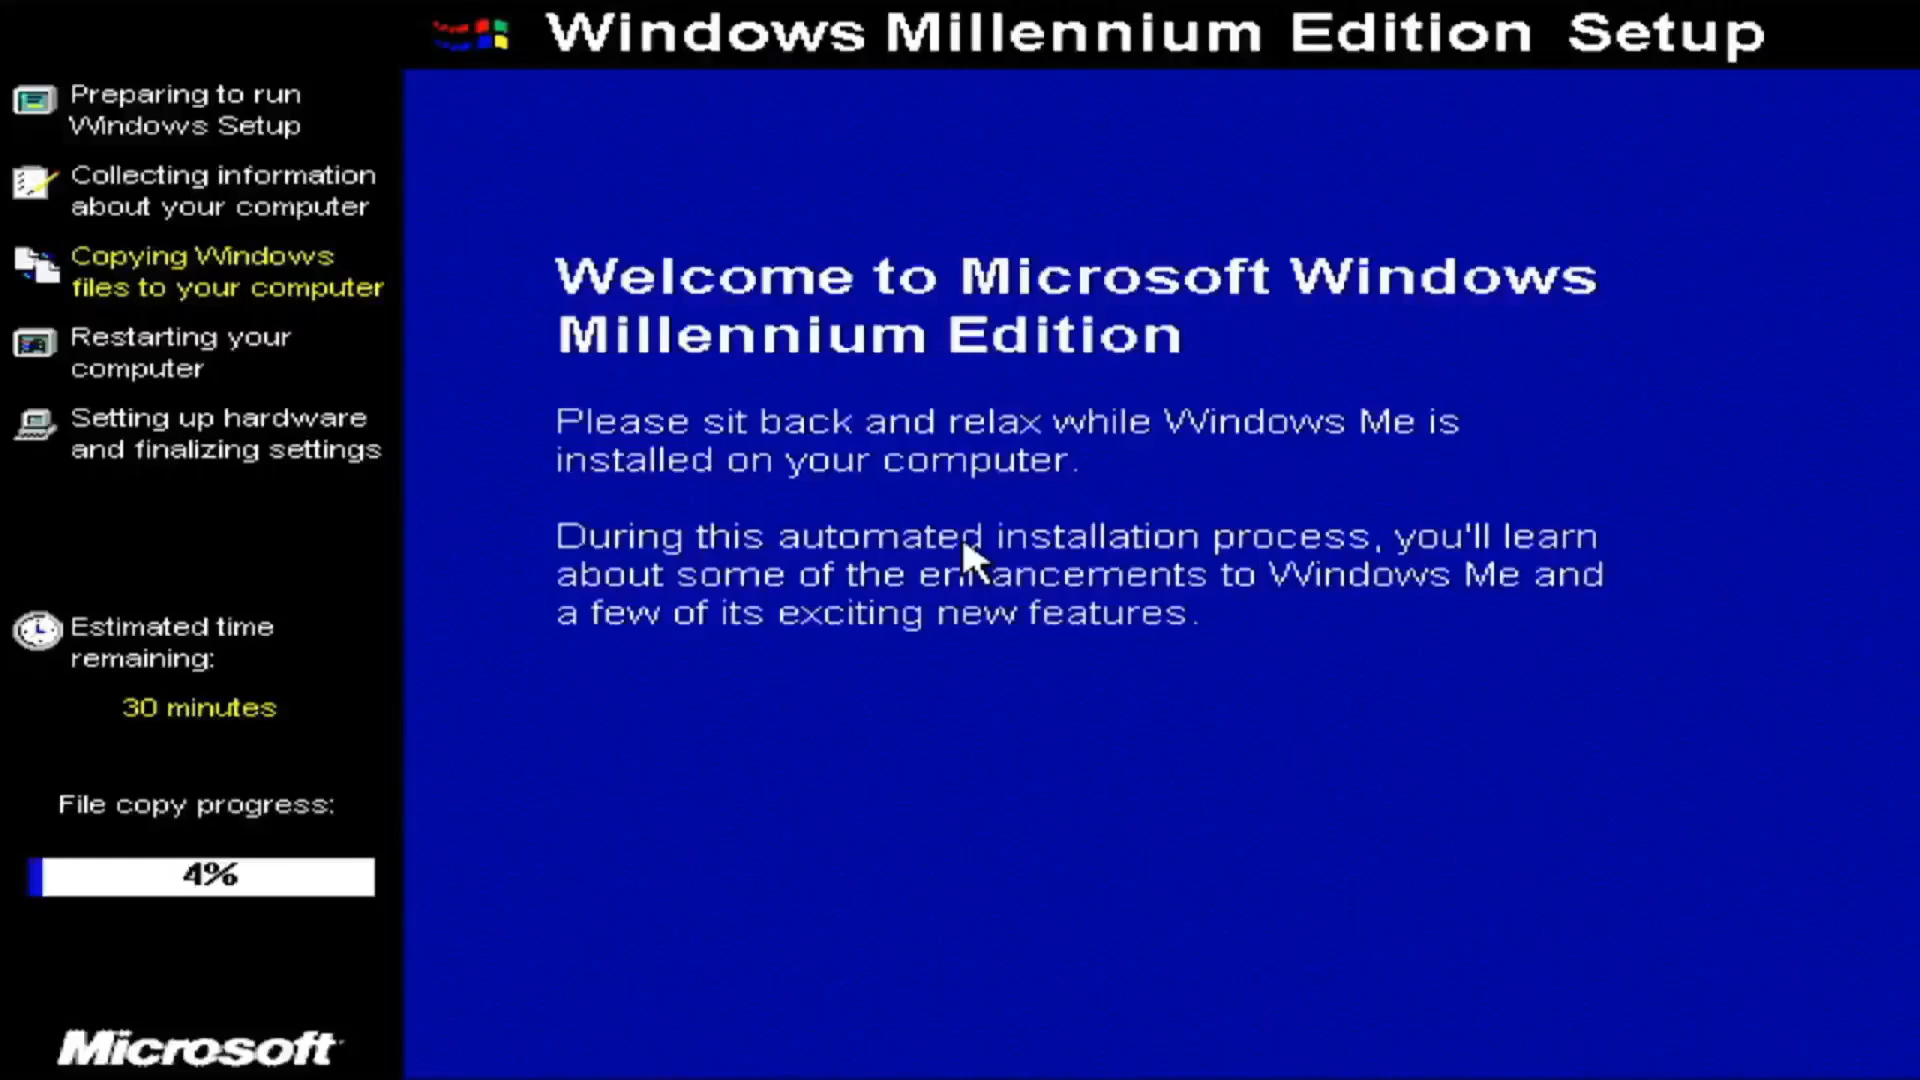 Windows Millennium Edition Setup
Preparing to run
Windows Setup
Collecting information
about your computer
Copying Windows
files to your computer
Restarting your
computer
Setting up hardware
and finalizing settings
Estimated time
remaining:
30 minutes
File copy progress:
4%
Microsoft
Welcome to Microsoft Windows
Millennium Edition
Please sit back and relax while Windows Me is
installed on your computer.
During this automated installation process, you'll learn
about some of the enhancements to Windows Me and
a few of its exciting new features.